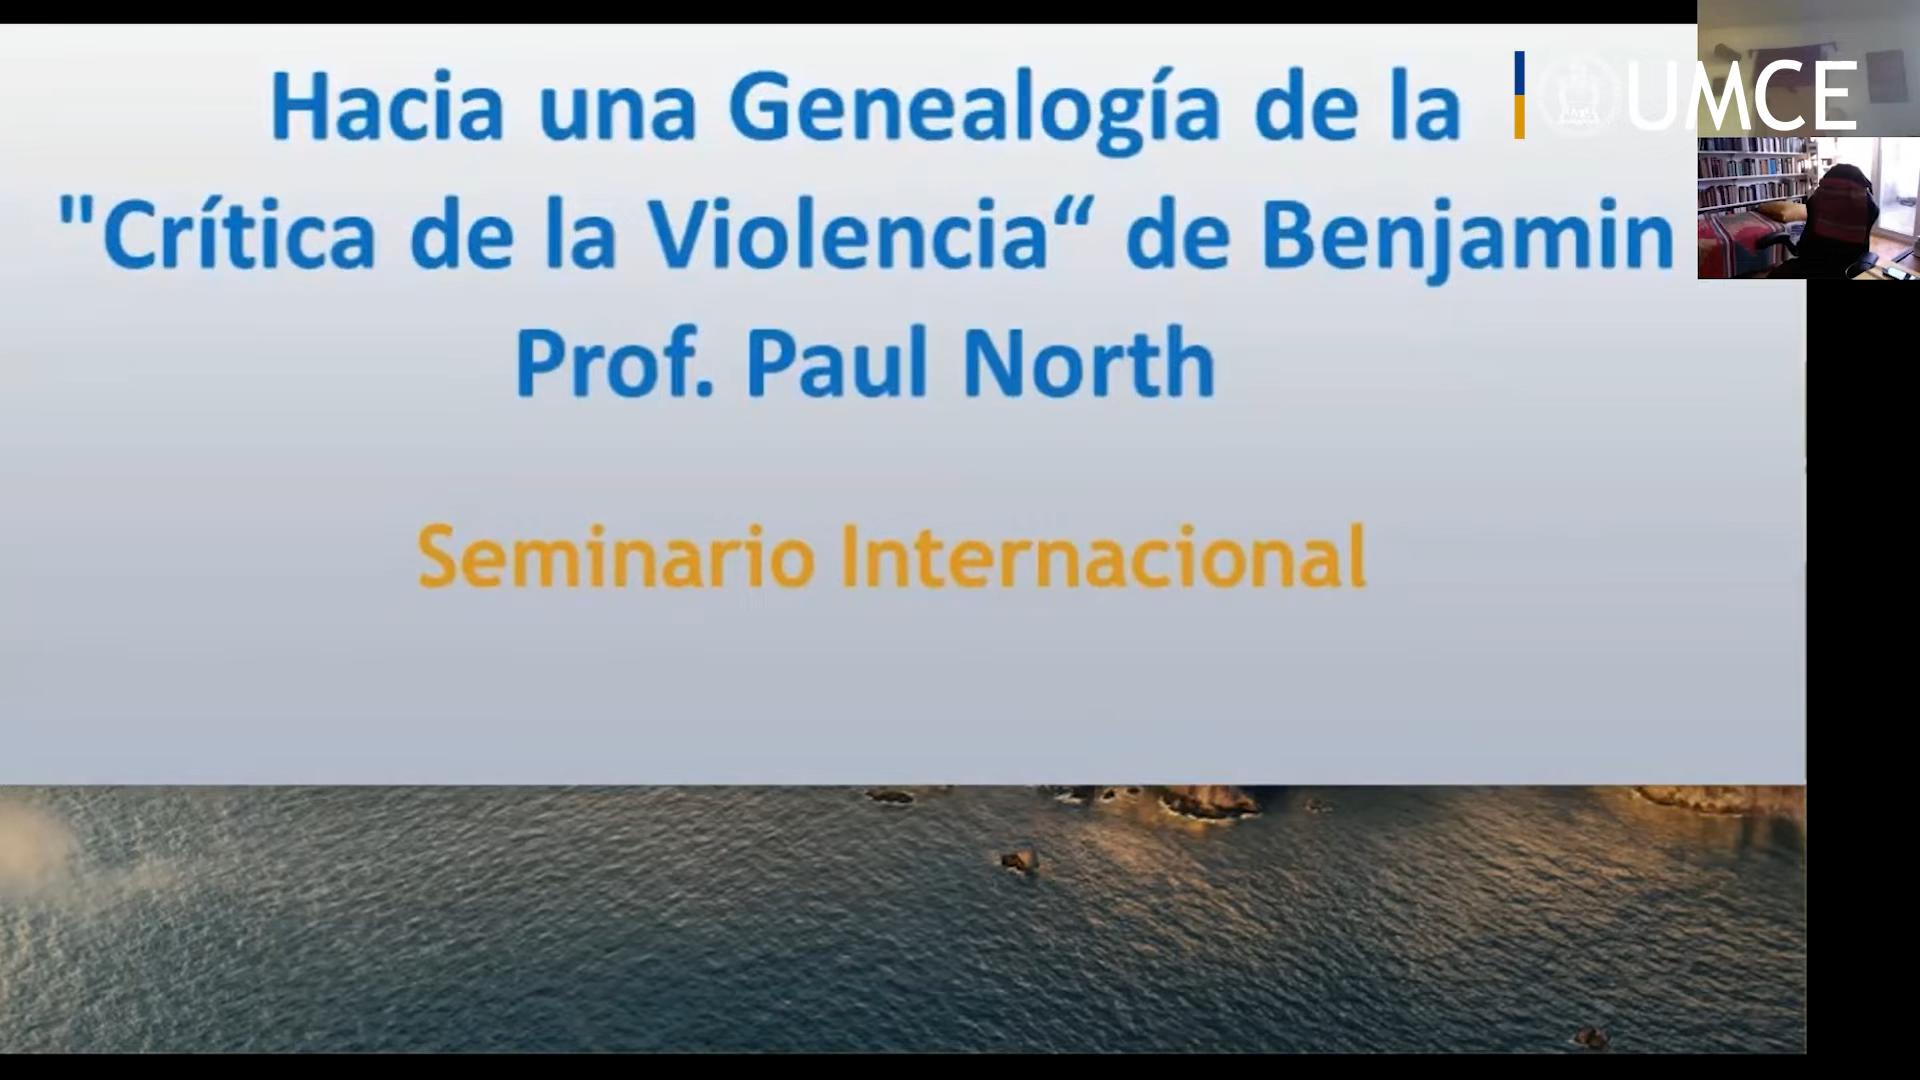 Hacia una Genealogía de la
"Crítica de la Violencia“ de Benjamin
Prof. Paul North
Seminario Internacional
UMCE